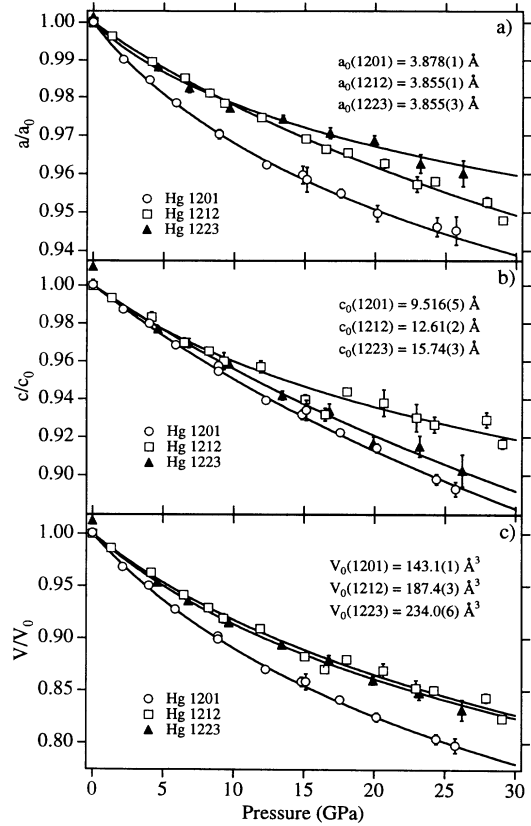 a)
1.00
0.99
0.98
0.97
0.96
0.95
0.94
a/a₀
a₀(1201) = 3.878(1) Å
a₀(1212) = 3.855(1) Å
a₀(1223) = 3.855(3) Å
Hg 1201
Hg 1212
Hg 1223
b)
1.00
0.98
0.96
0.94
0.92
0.90
c/c₀
c₀(1201) = 9.516(5) Å
c₀(1212) = 12.61(2) Å
c₀(1223) = 15.74(3) Å
Hg 1201
Hg 1212
Hg 1223
c)
1.00
0.95
0.90
0.85
0.80
V/V₀
V₀(1201) = 143.1(1) Å³
V₀(1212) = 187.4(3) Å³
V₀(1223) = 234.0(6) Å³
Hg 1201
Hg 1212
Hg 1223
0 5 10 15 20 25 30
Pressure (GPa)